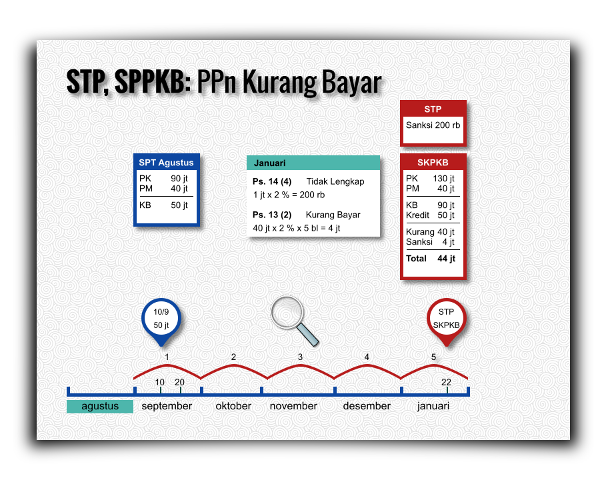 STP, SPPKB: PPn Kurang Bayar
STP
Sanksi 200 rb
SPT Agustus
PK 90 jt
PM 40 jt
KB 50 jt
Januari
Ps. 14 (4) Tidak Lengkap
1 jt x 2 % = 200 rb
Ps. 13 (2) Kurang Bayar
40 jt x 2 % x 5 bl = 4 jt
SKPKB
PK 130 jt
PM 40 jt
KB 90 jt
Kredit 50 jt
Kurang 40 jt
Sanksi 4 jt
Total 44 jt
10/9
50 jt
STP
SKPKB
1 2 3 4 5
10 20 22
agustus september oktober november desember januari